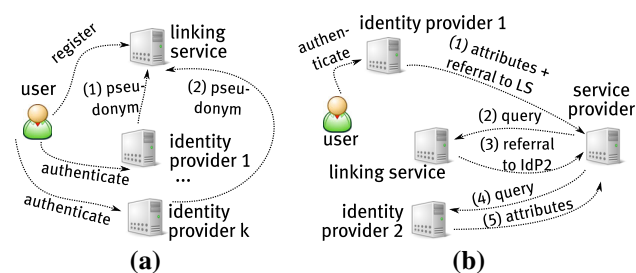 linking
service
register
user
(1) pseu-
donym
(2) pseu-
donym
identity
provider 1
...
authenticate
authenticate
identity
provider k
(a)
identity provider 1
authen-
ticate
(1) attributes +
referral to LS
service
provider
user
(2) query
(3) referral
to IdP2
linking service
(4) query
(5) attributes
identity
provider 2
(b)